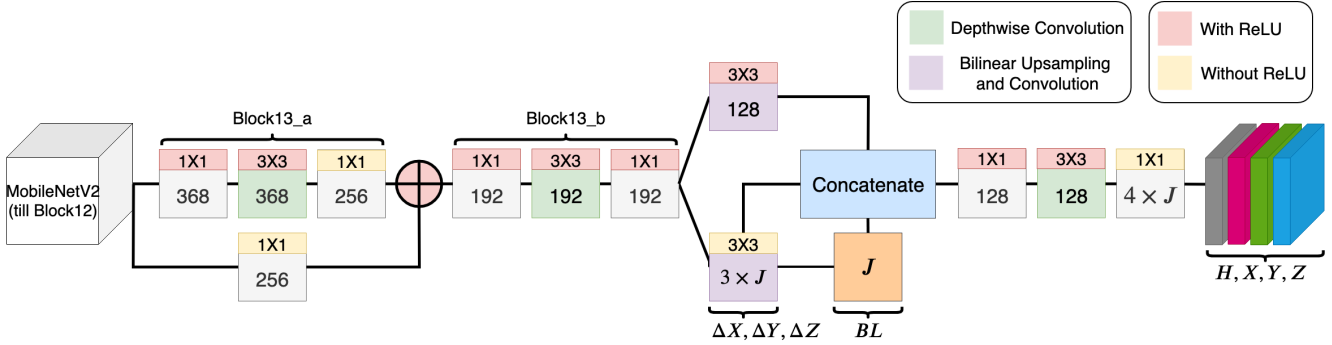 Depthwise Convolution
Bilinear Upsampling
and Convolution
With ReLU
Without ReLU
MobileNetV2
(till Block12)
Block13_a
1X1
368
3X3
368
1X1
256
1X1
256
Block13_b
1X1
192
3X3
192
1X1
192
3X3
128
3X3
3 × J
ΔX, ΔY, ΔZ
Concatenate
J
BL
1X1
128
3X3
128
1X1
4 × J
H, X, Y, Z